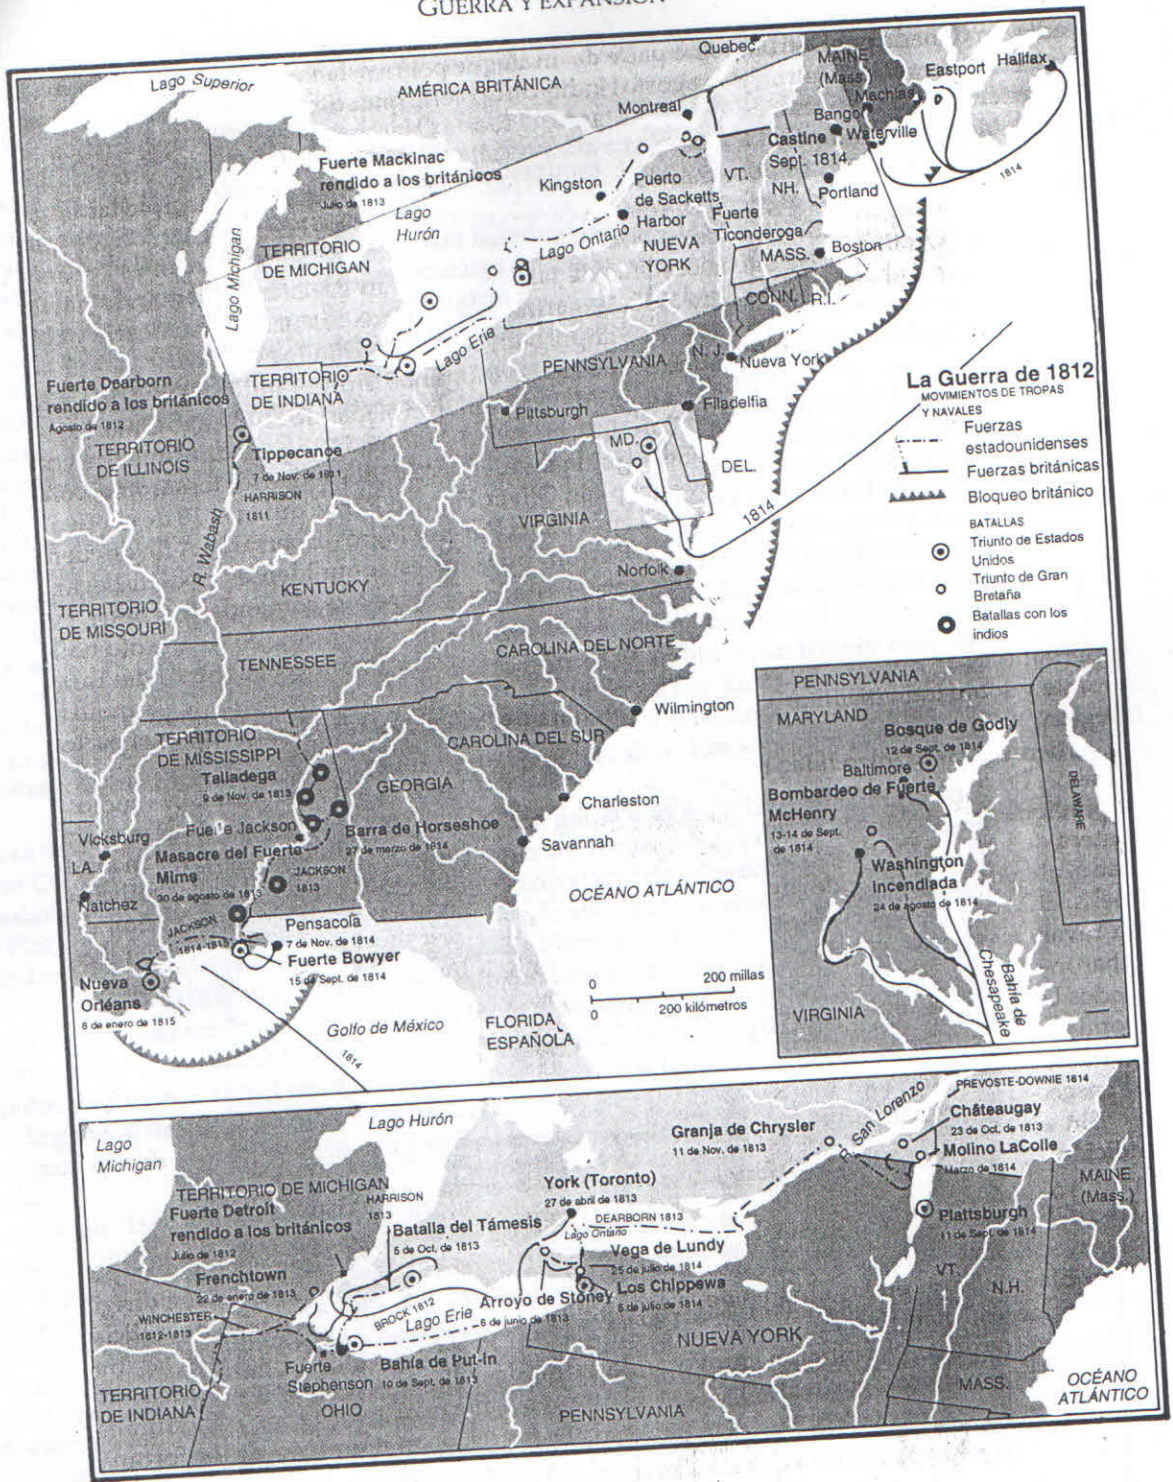 GUERRA Y EXPANSIÓN
Lago Superior
AMÉRICA BRITÁNICA
Quebec
MAINE
(Mass.)
Eastport
Halifax
Machias
Montreal
Bango
Castine
Sept. 1814
Waterville
1814
Fuerte Mackinac
rendido a los británicos
Julio de 1813
Kingston
Puerto
de Sacketts
Harbor
VT.
NH.
Portland
Lago
Hurón
Lago Michigan
TERRITORIO
DE MICHIGAN
Lago Ontario
NUEVA
YORK
Fuerte
Ticonderoga
MASS.
Boston
CONN.
R.I.
Lago Erie
PENNSYLVANIA
N. J.
Nueva York
Fuerte Dearborn
rendido a los británicos
Agosto de 1812
TERRITORIO
DE INDIANA
Pittsburgh
Filadelfia
TERRITORIO
DE ILLINOIS
Tippecanoe
7 de Nov. de 1811
HARRISON
1811
MD.
DEL.
VIRGINIA
1814
R. Wabash
KENTUCKY
Norfolk
TERRITORIO
DE MISSOURI
TENNESSEE
CAROLINA DEL NORTE
Wilmington
La Guerra de 1812
MOVIMIENTOS DE TROPAS
Y NAVALES
Fuerzas
estadounidenses
Fuerzas británicas
Bloqueo británico
BATALLAS
Triunto de Estados
Unidos
Triunto de Gran
Bretaña
Batallas con los
indios
TERRITORIO
DE MISSISSIPPI
CAROLINA DEL SUR
Talladega
9 de Nov. de 1813
GEORGIA
Charleston
Vicksburg
Fuerte Jackson
Barra de Horseshoe
27 de marzo de 1814
Savannah
LA.
Masacre del Fuerte
Mims
30 de agosto de 1813
JACKSON
1813
Natchez
OCÉANO ATLÁNTICO
JACKSON
1814-1815
Pensacola
7 de Nov. de 1814
Fuerte Bowyer
15 de Sept. de 1814
Nueva
Orléans
8 de enero de 1815
Golfo de México
1814
FLORIDA
ESPAÑOLA
0 200 millas
0 200 kilómetros
PENNSYLVANIA
MARYLAND
Bosque de Godly
12 de Sept. de 1814
Baltimore
Bombardeo de Fuerte
McHenry
13-14 de Sept.
de 1814
DELAWARE
Washington
Incendiada
24 de agosto de 1814
VIRGINIA
Bahía de
Chesapeake
Lago
Michigan
Lago Hurón
R. San Lorenzo
PREVOSTE-DOWNIE 1814
Châteaugay
23 de Oct. de 1813
Molino LaColle
Marzo de 1814
Granja de Chrysler
11 de Nov. de 1813
MAINE
(Mass.)
TERRITORIO DE MICHIGAN
Fuerte Detroit
rendido a los británicos
Julio de 1812
HARRISON
1813
York (Toronto)
27 de abril de 1813
DEARBORN 1813
Lago Ontario
Plattsburgh
11 de Sept. de 1814
Batalla del Támesis
5 de Oct. de 1813
Frenchtown
22 de enero de 1813
Vega de Lundy
25 de julio de 1814
Los Chippewa
5 de julio de 1814
VT.
N.H.
WINCHESTER
1812-1813
BROCK 1812
Lago Erie
Arroyo de Stoney
6 de junio de 1813
NUEVA YORK
Fuerte
Stephenson
Bahía de Put-In
10 de Sept. de 1813
TERRITORIO
DE INDIANA
OHIO
PENNSYLVANIA
MASS.
OCÉANO
ATLÁNTICO